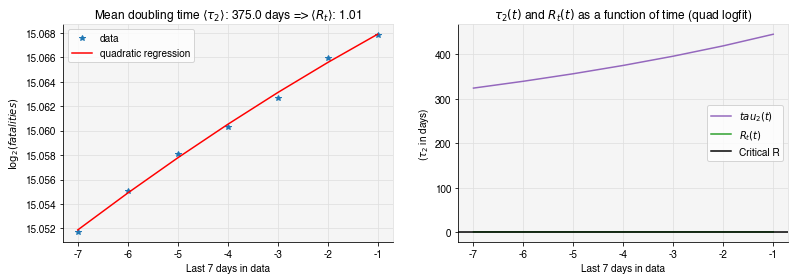 Mean doubling time ⟨τ₂⟩: 375.0 days => ⟨Rₜ⟩: 1.01
data
quadratic regression
log₂(fatalities)
15.068
15.066
15.064
15.062
15.060
15.058
15.056
15.054
15.052
-7 -6 -5 -4 -3 -2 -1
Last 7 days in data
τ₂(t) and Rₜ(t) as a function of time (quad logfit)
(τ₂ in days)
400
300
200
100
0
tau₂(t)
Rₜ(t)
Critical R
-7 -6 -5 -4 -3 -2 -1
Last 7 days in data